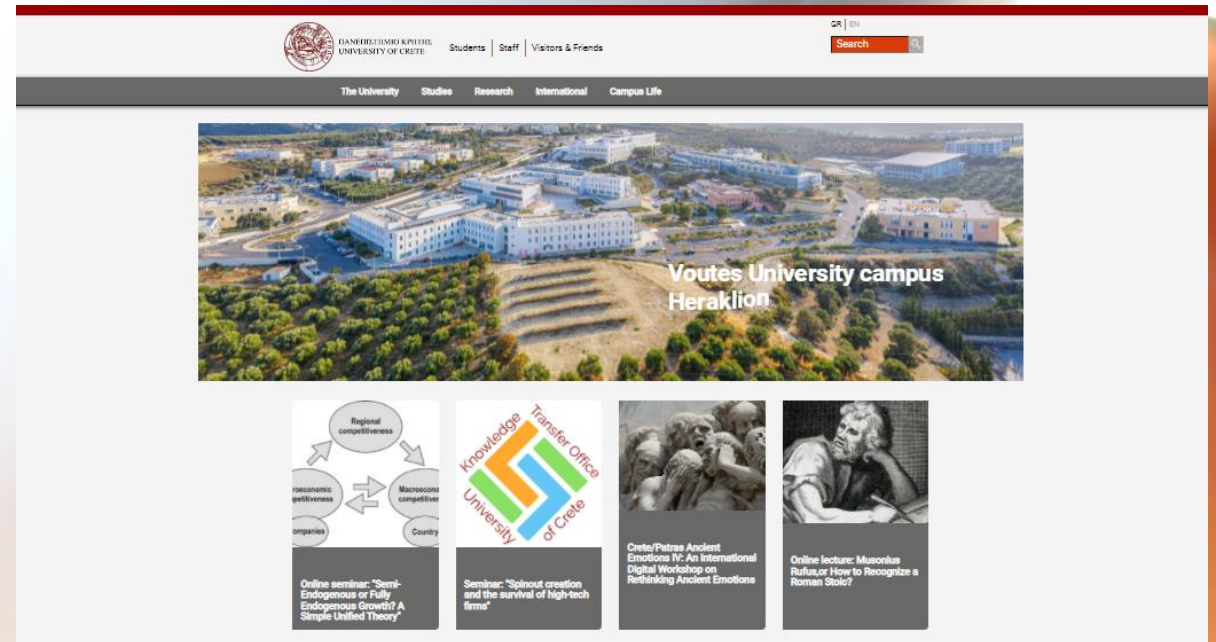 ΠΑΝΕΠΙΣΤΗΜΙΟ ΚΡΗΤΗΣ
UNIVERSITY OF CRETE
Students | Staff | Visitors & Friends
GR | EN
Search
The University Studies Research International Campus Life
Voutes University campus
Heraklion
Regional
competitiveness
Country
Online seminar: "Semi-
Endogenous or Fully
Endogenous Growth? A
Simple Unified Theory"
Knowledge Transfer Office
University of Crete
Seminar: "Spinout creation
and the survival of high-tech
firms"
Crete/Patras Ancient
Emotions IV: An International
Digital Workshop on
Rethinking Ancient Emotions
Online lecture: Musonius
Rufus,or How to Recognize a
Roman Stoic?